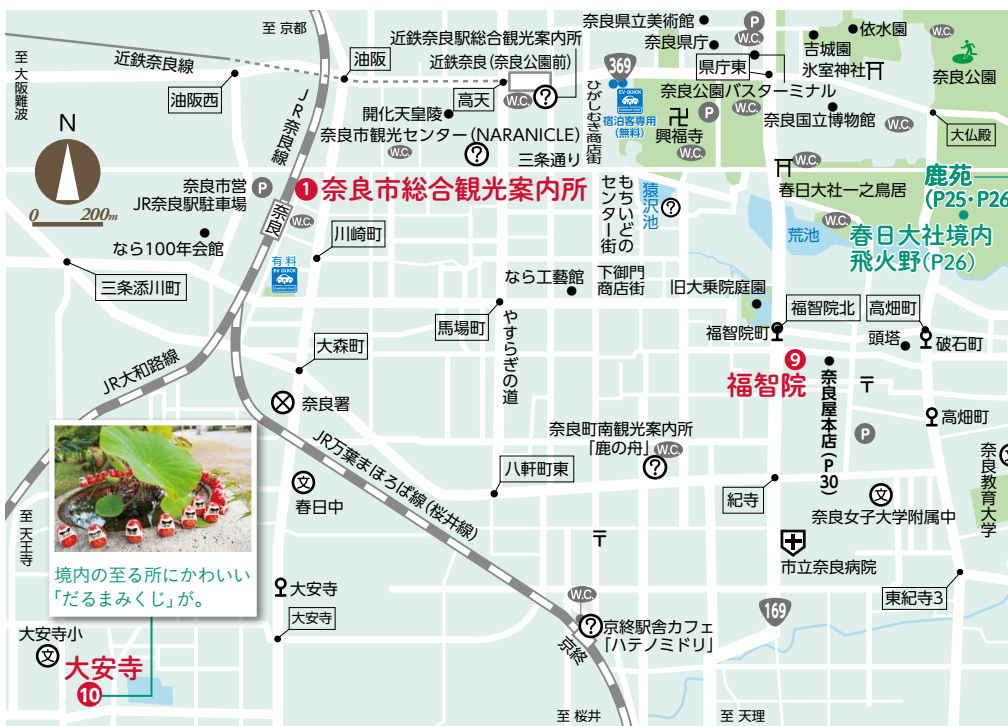 至 京都
近鉄奈良線
至 大阪難波
油阪西
油阪
JR奈良線
近鉄奈良駅総合観光案内所
近鉄奈良(奈良公園前)
高天
W.C.
?
開化天皇陵
奈良市観光センター(NARANICLE)
W.C.
?
三条通り
ひがしむき商店街
369
EV QUICK
宿泊客専用
(無料)
奈良県立美術館
P
W.C.
奈良県庁
県庁東
奈良公園バスターミナル
興福寺
P
W.C.
W.C.
奈良国立博物館
W.C.
依水園
吉城園
氷室神社
W.C.
奈良公園
大仏殿
W.C.
春日大社一之鳥居
鹿苑
(P25・P26
春日大社境内
飛火野(P26)
W.C.
荒池
N
0 200m
奈良市営
JR奈良駅駐車場
P
1 奈良市総合観光案内所
奈良
W.C.
なら100年会館
三条添川町
川崎町
有料
EV QUICK
もちいどの
センター街
猿沢池
?
なら工藝館
下御門
商店街
旧大乗院庭園
福智院北
高畑町
福智院町
頭塔
破石町
馬場町
やすらぎの道
大森町
JR大和路線
奈良署
9
福智院
奈良屋本店(P30)
〒
P
高畑町
奈良教育大学
文
奈良町南観光案内所
「鹿の舟」
W.C.
?
JR万葉まほろば線(桜井線)
八軒町東
紀寺
文
奈良女子大学附属中
文
春日中
至 天王寺
境内の至る所にかわいい
「だるまみくじ」が。
〒
市立奈良病院
東紀寺3
大安寺
大安寺
W.C.
?
京終駅舎カフェ
「ハテノミドリ」
京終
169
大安寺小
文
大安寺
10
至 桜井
至 天理